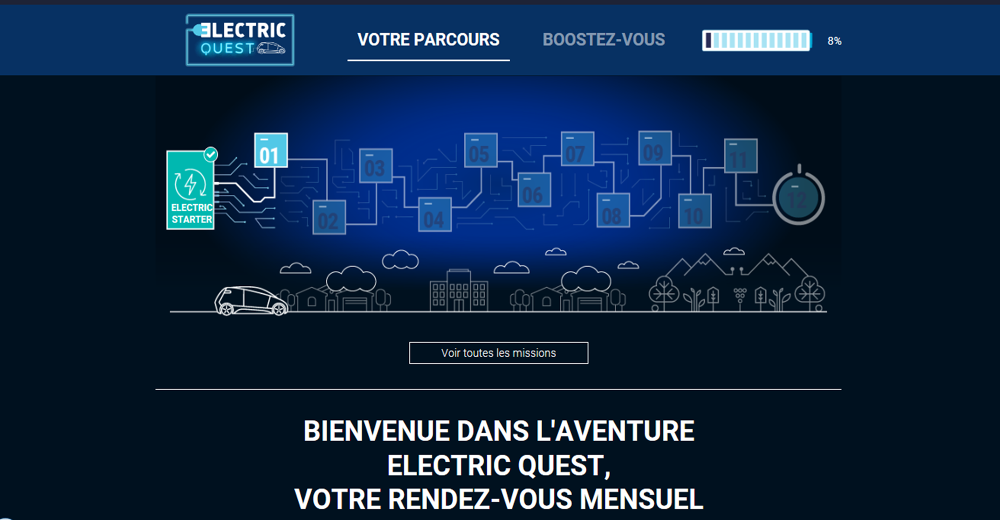 ELECTRIC
QUEST
VOTRE PARCOURS
BOOSTEZ-VOUS
8%
ELECTRIC
STARTER
01
02
03
04
05
06
07
08
09
10
11
12
Voir toutes les missions
BIENVENUE DANS L'AVENTURE
ELECTRIC QUEST,
VOTRE RENDEZ-VOUS MENSUEL